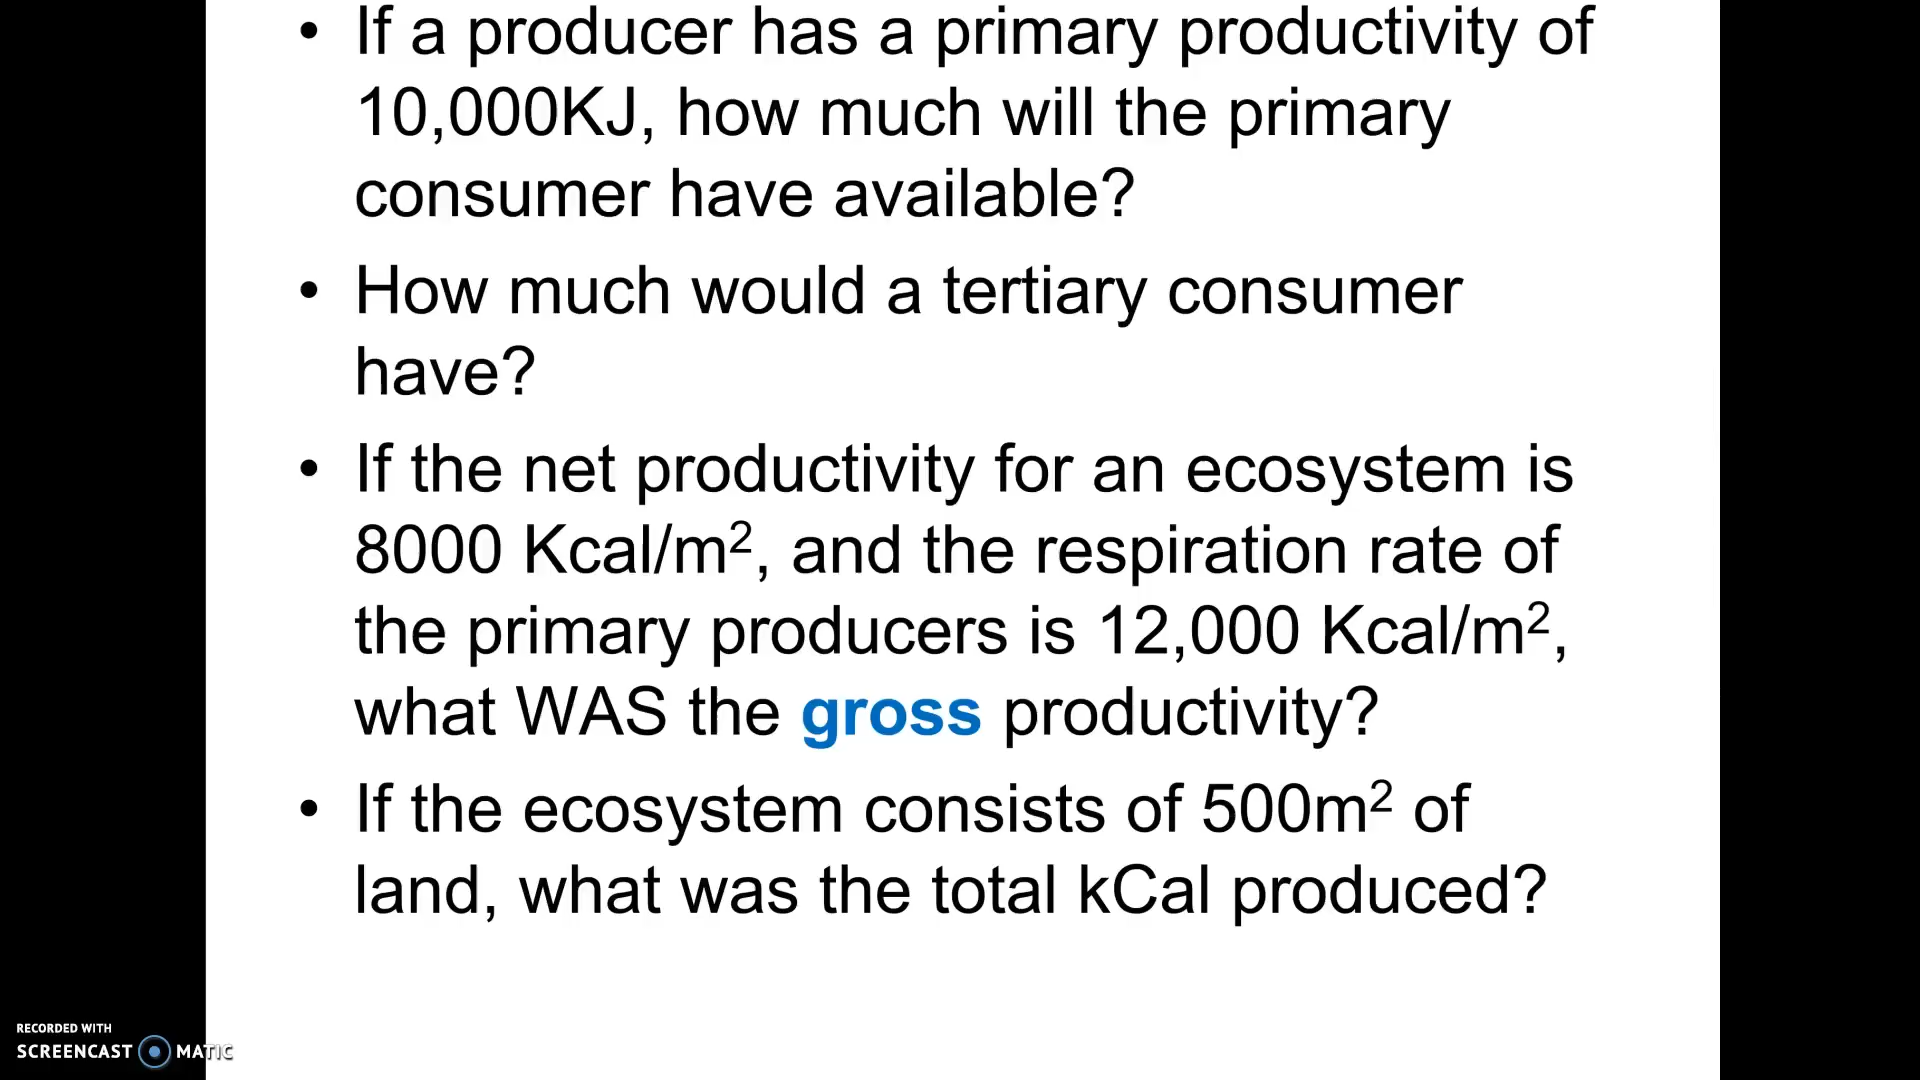 • If a producer has a primary productivity of
10,000KJ, how much will the primary
consumer have available?
• How much would a tertiary consumer
have?
• If the net productivity for an ecosystem is
8000 Kcal/m², and the respiration rate of
the primary producers is 12,000 Kcal/m²,
what WAS the gross productivity?
• If the ecosystem consists of 500m² of
land, what was the total kCal produced?
RECORDED WITH
SCREENCAST MATIC